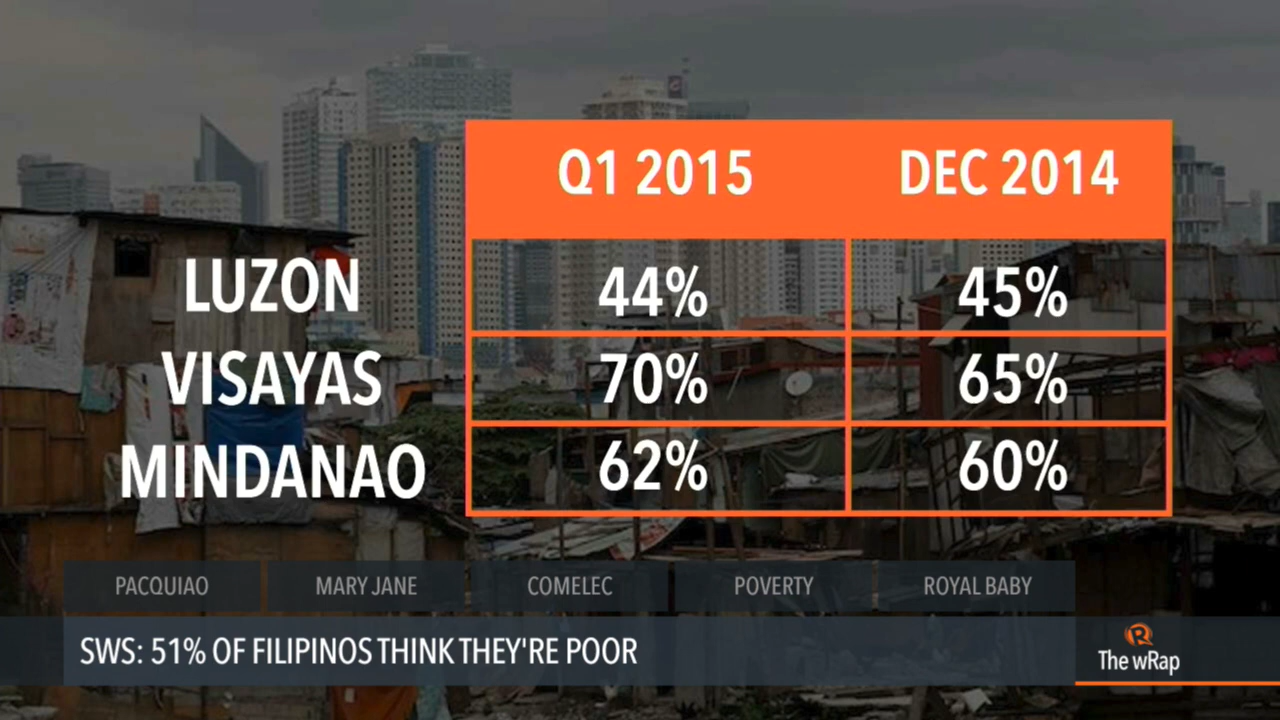 Q1 2015 DEC 2014
LUZON 44% 45%
VISAYAS 70% 65%
MINDANAO 62% 60%
PACQUIAO MARY JANE COMELEC POVERTY ROYAL BABY
SWS: 51% OF FILIPINOS THINK THEY'RE POOR
R
The wRap